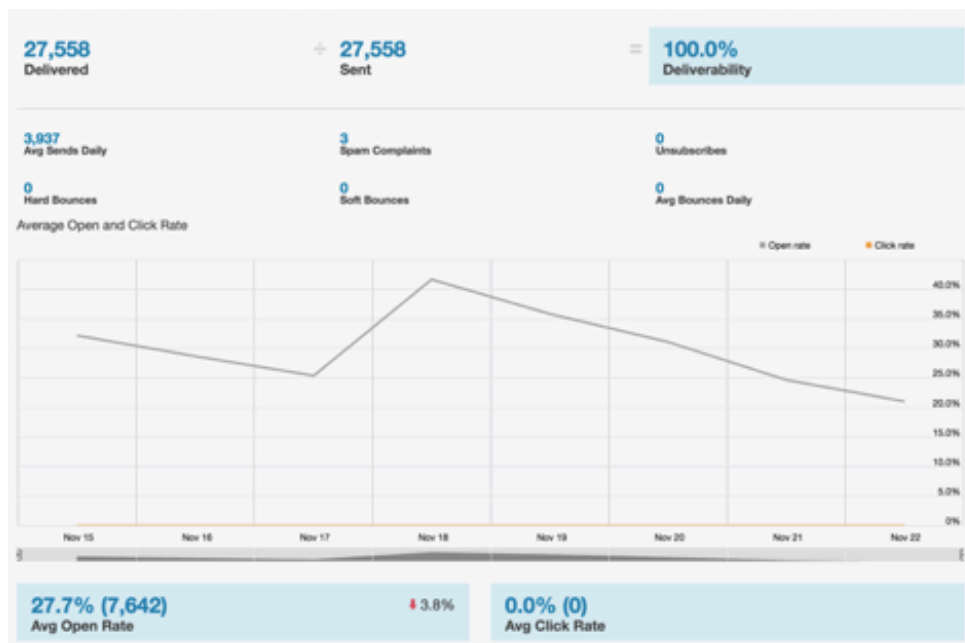 27,558 ÷ 27,558 = 100.0%
Delivered Sent Deliverability
3,937 3 0
Avg Sends Daily Spam Complaints Unsubscribes
0 0 0
Hard Bounces Soft Bounces Avg Bounces Daily
Average Open and Click Rate
Open rate Click rate
40.0%
35.0%
30.0%
25.0%
20.0%
15.0%
10.0%
5.0%
0%
Nov 15 Nov 16 Nov 17 Nov 18 Nov 19 Nov 20 Nov 21 Nov 22
27.7% (7,642) 3.8% 0.0% (0)
Avg Open Rate Avg Click Rate